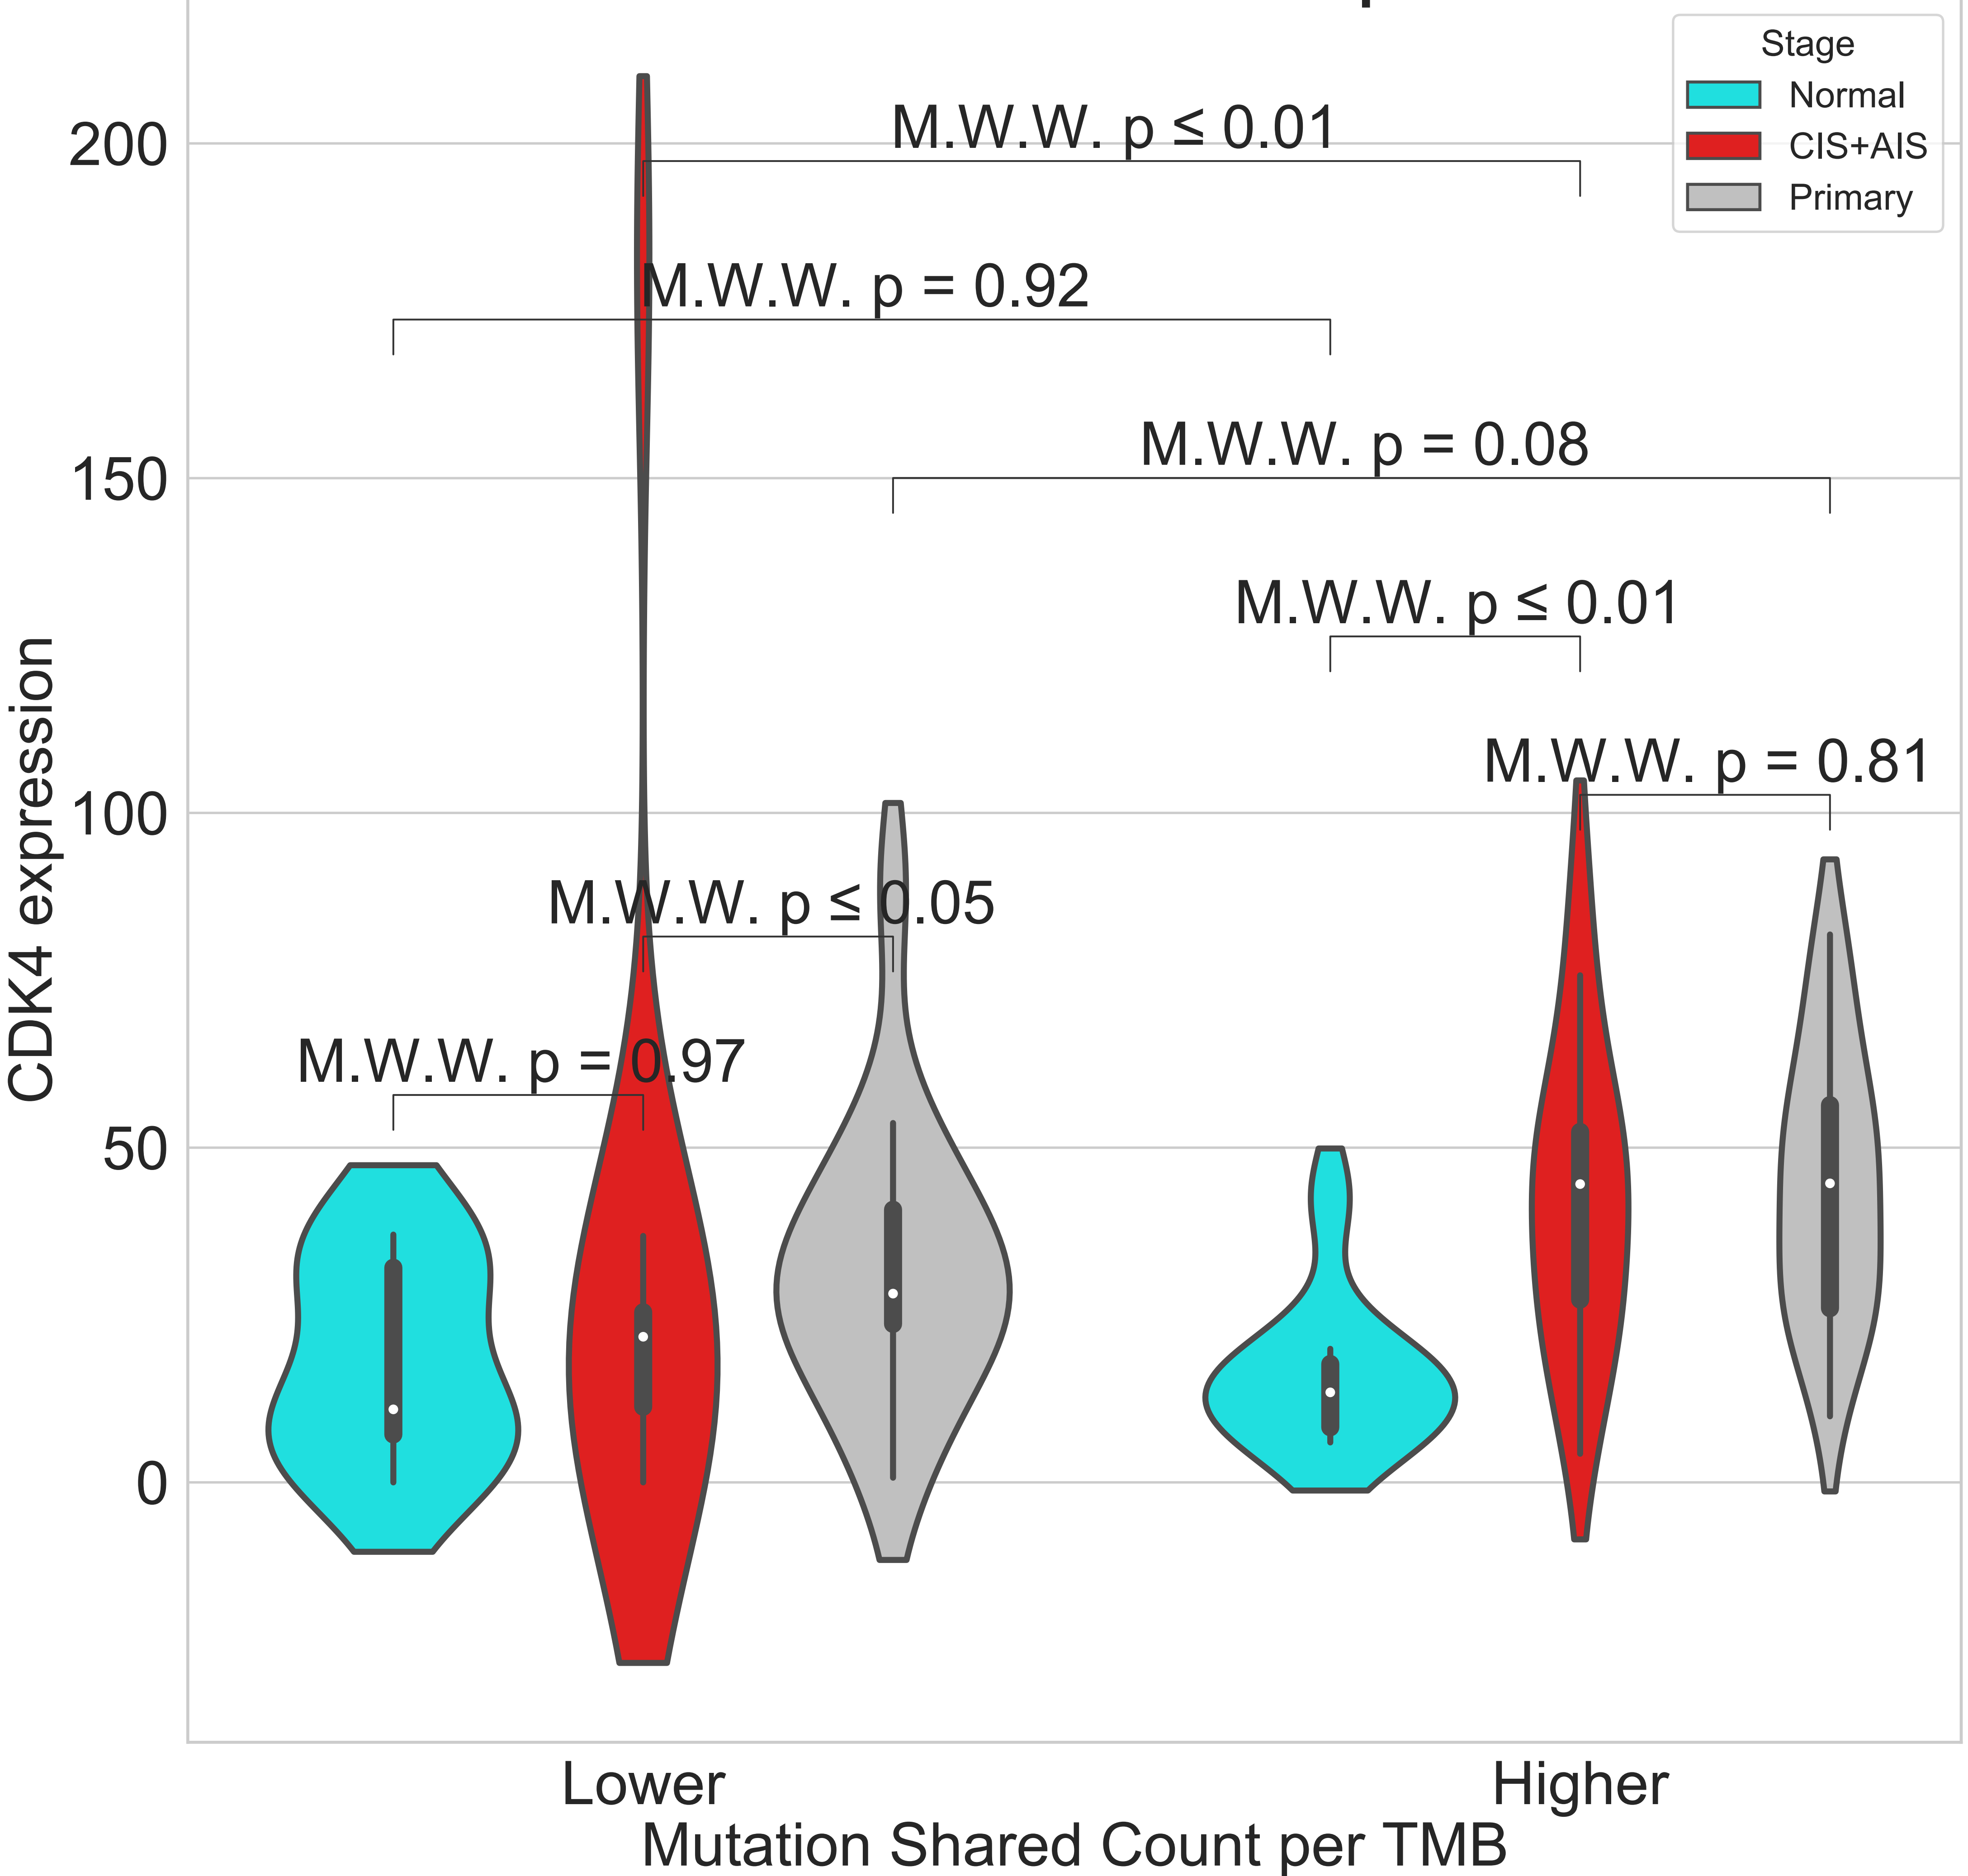 Stage
Normal
CIS+AIS
Primary
M.W.W. p ≤ 0.01
M.W.W. p = 0.92
M.W.W. p = 0.08
M.W.W. p ≤ 0.01
M.W.W. p = 0.81
M.W.W. p ≤ 0.05
M.W.W. p = 0.97
200
150
100
50
0
CDK4 expression
Lower
Higher
Mutation Shared Count per TMB